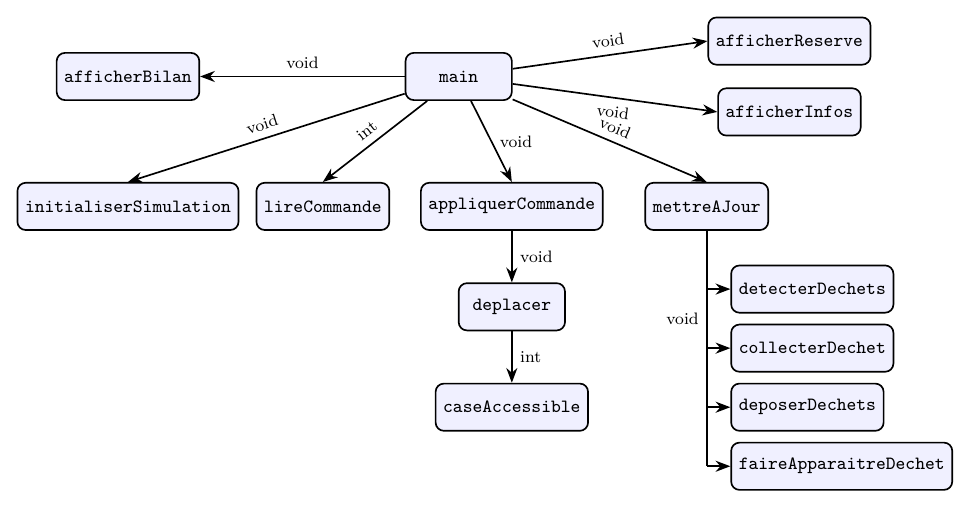 void
afficherReserve
void
afficherBilan
main
void
afficherInfos
void
int
void
void
initialiserSimulation
lireCommande
appliquerCommande
mettreAJour
void
detecterDechets
deplacer
void
int
collecterDechet
caseAccessible
deposerDechets
faireApparaitreDechet